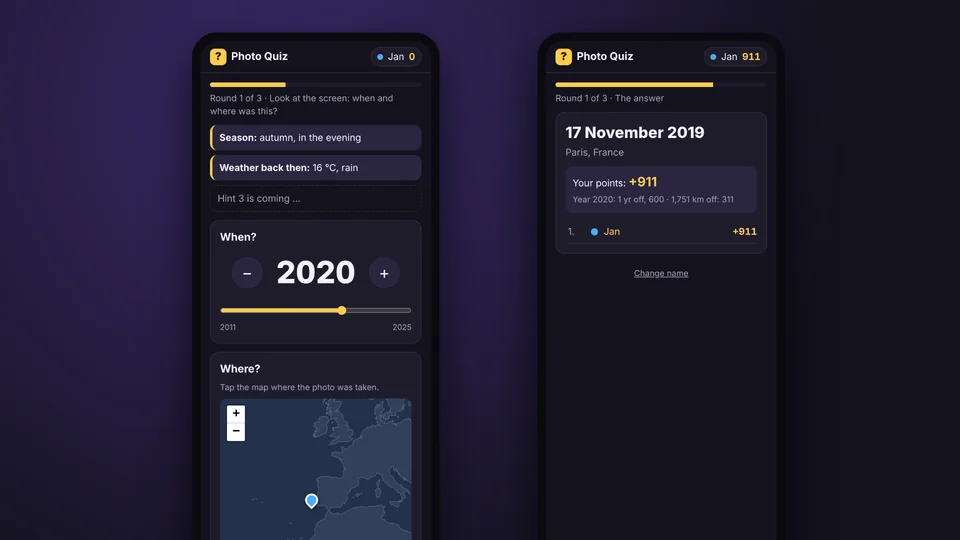 ? Photo Quiz
Jan 0
Round 1 of 3 · Look at the screen: when and
where was this?
Season: autumn, in the evening
Weather back then: 16 °C, rain
Hint 3 is coming ...
When?
− 2020 +
2011 2025
Where?
Tap the map where the photo was taken.
+
−
? Photo Quiz
Jan 911
Round 1 of 3 · The answer
17 November 2019
Paris, France
Your points: +911
Year 2020: 1 yr off, 600 · 1,751 km off: 311
1. Jan +911
Change name